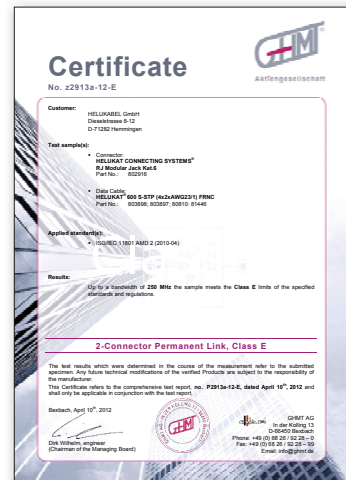 GHMT
Aktiengesellschaft
Certificate
No. z2913a-12-E
Customer:
HELUKABEL GmbH
Dieselstrasse 8-12
D-71282 Hemmingen
Test sample(s):
• Connector:
HELUKAT CONNECTING SYSTEMS®
RJ Modular Jack Kat.6
Part No.: 802916
• Data Cable:
HELUKAT® 600 S-STP (4x2xAWG23/1) FRNC
Part No.: 803898; 803897; 80810; 81446
Applied standard(s):
• ISO/IEC 11801 AMD 2 (2010-04)
Results:
Up to a bandwidth of 250 MHz the sample meets the Class E limits of the specified
standards and regulations.
2-Connector Permanent Link, Class E
The test results which were determined in the course of the measurement refer to the submitted
specimen. Any future technical modifications of the verified Products are subject to the responsibility of
the manufacturer.
This Certificate refers to the comprehensive test report, no. P2913a-12-E, dated April 10th, 2012 and
shall only be applicable in conjunction with the test report.
Bexbach, April 10th, 2012
Dirk Wilhelm, engineer
(Chairman of the Managing Board)
GHMT
GHMT AG
In der Kolling 13
D-66450 Bexbach
Phone: +49 (0) 68 26 / 92 28 – 0
Fax: +49 (0) 68 26 / 92 28 – 99
Email: info@ghmt.de